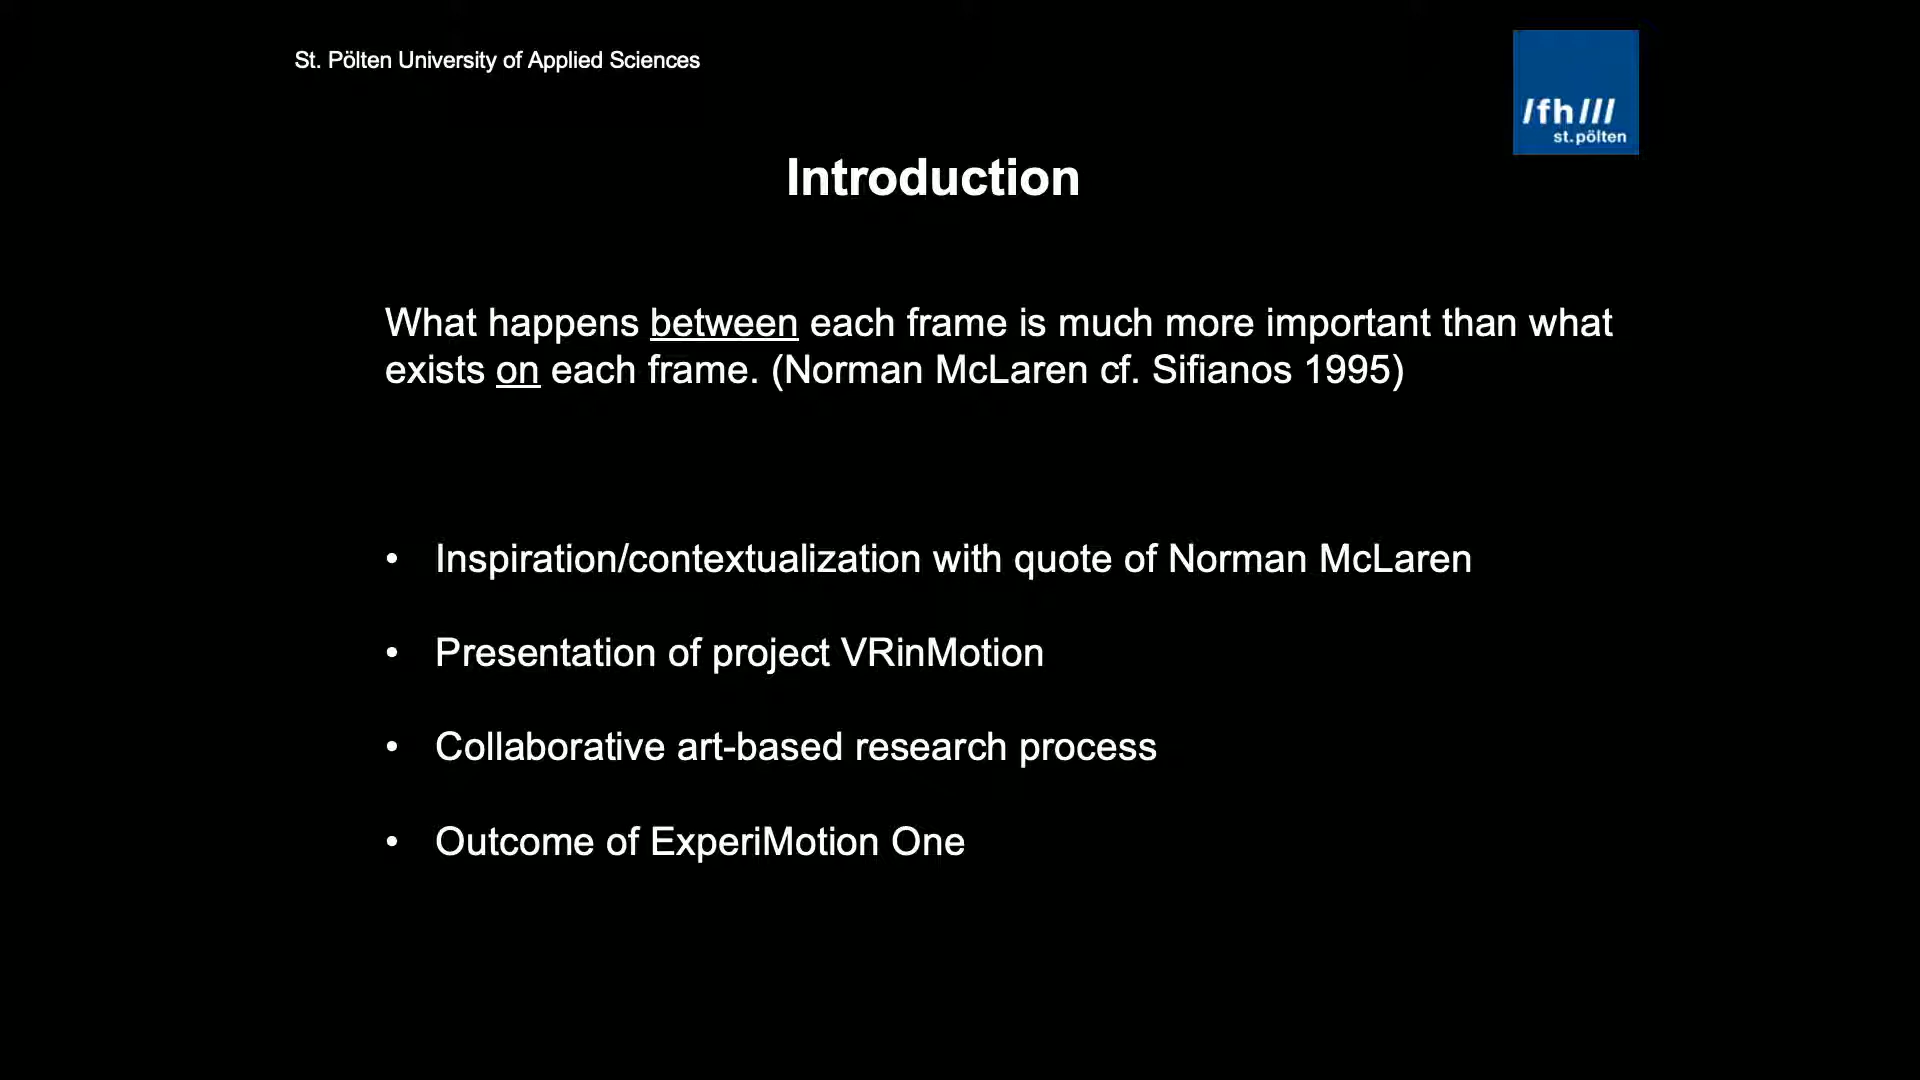 St. Pölten University of Applied Sciences
/fh///
st.pölten
Introduction
What happens between each frame is much more important than what
exists on each frame. (Norman McLaren cf. Sifianos 1995)
• Inspiration/contextualization with quote of Norman McLaren
• Presentation of project VRinMotion
• Collaborative art-based research process
• Outcome of ExperiMotion One